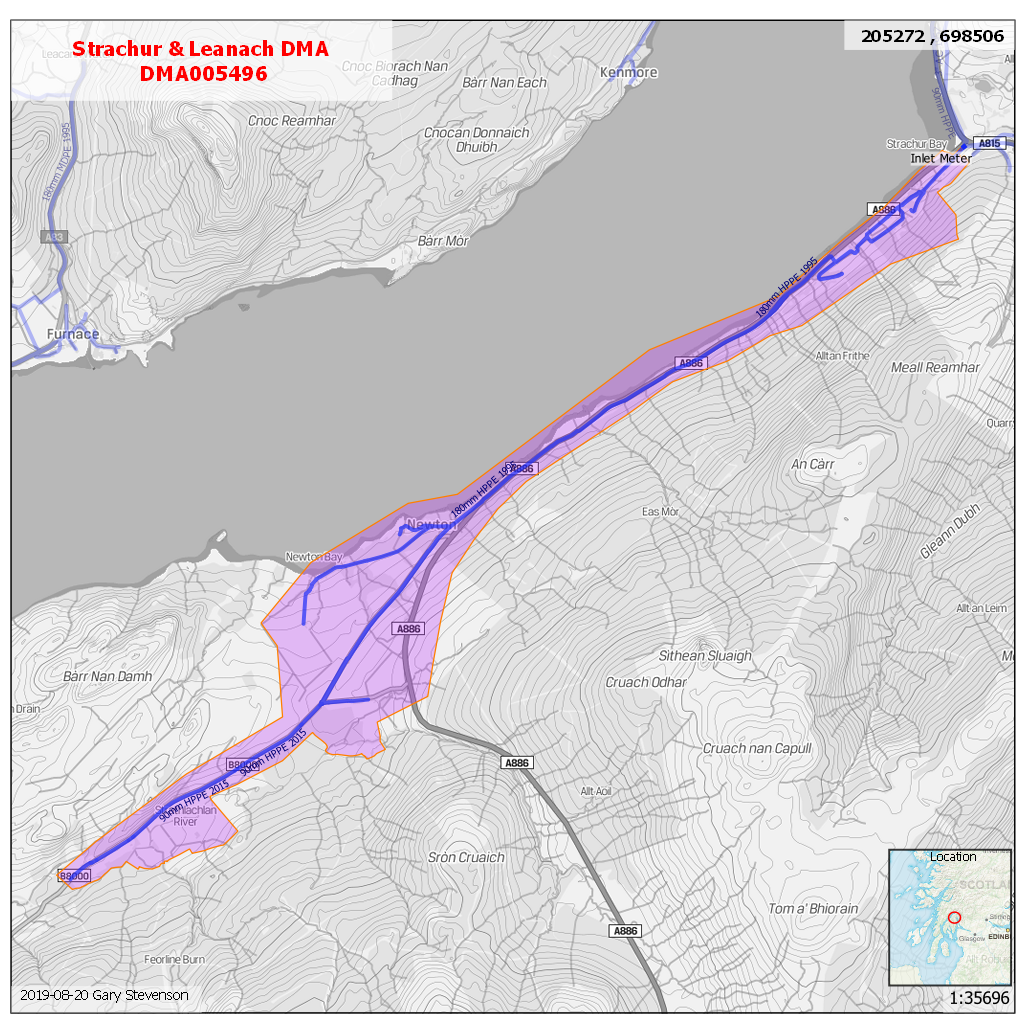 Strachur & Leanach DMA
DMA005496
205272 , 698506
Cnoc Biorach Nan
Cadhag
Bàrr Nan Each
Kenmore
Cnoc Reamhar
Cnocan Donnaich
Dhuibh
90mm HPPE
Strachur Bay
A815
Inlet Meter
180mm MDPE 1995
A886
A83
Bàrr Mòr
180mm HPPE 1995
Furnace
Alltan Frithe
A886
Meall Reamhar
Quarr
An Càrr
A886
180mm HPPE 1995
Newton
Eas Mòr
Gleann Dubh
Newton Bay
Allt an Leim
A886
Sìthean Sluaigh
Bàrr Nan Damh
Cruach Odhar
n Drain
Cruach nan Capull
A886
B8000
90mm HPPE 2015
Allt Aoil
90mm HPPE 2015
Strathlachlan
River
Sròn Cruaich
Location
B8000
SCOTLA
Tom a' Bhiorain
Stirling
A886
Glasgow
EDINB
Feorline Burn
2019-08-20 Gary Stevenson
1:35696